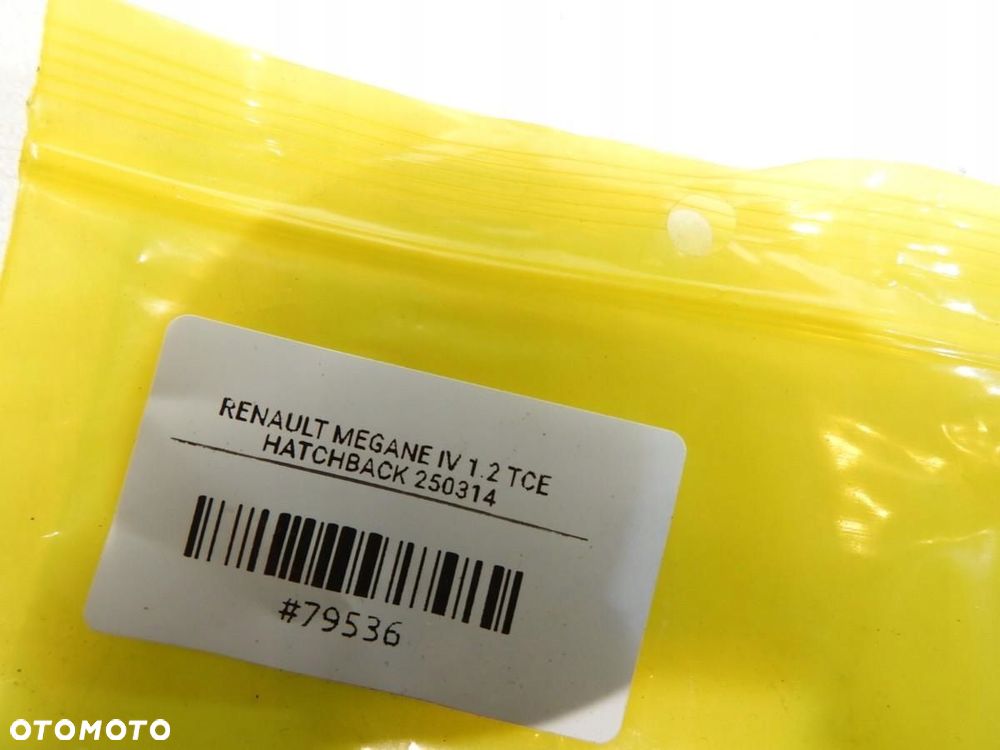 RENAULT MEGANE IV 1.2 TCE
HATCHBACK 250314
#79536
OTOMOTO